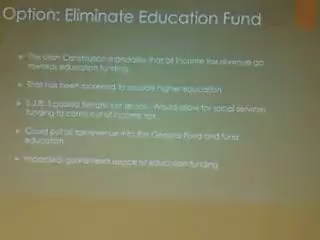 Option: Eliminate Education Fund
The Utah Constitution mandates that all income tax revenue go
towards education funding.
That has been loosened to include higher education
passed Senate last session. Would allow for social services
funding to come out of income tax.
Could put all tax revenue into the General Fund and fund
education
guaranteed source of education funding